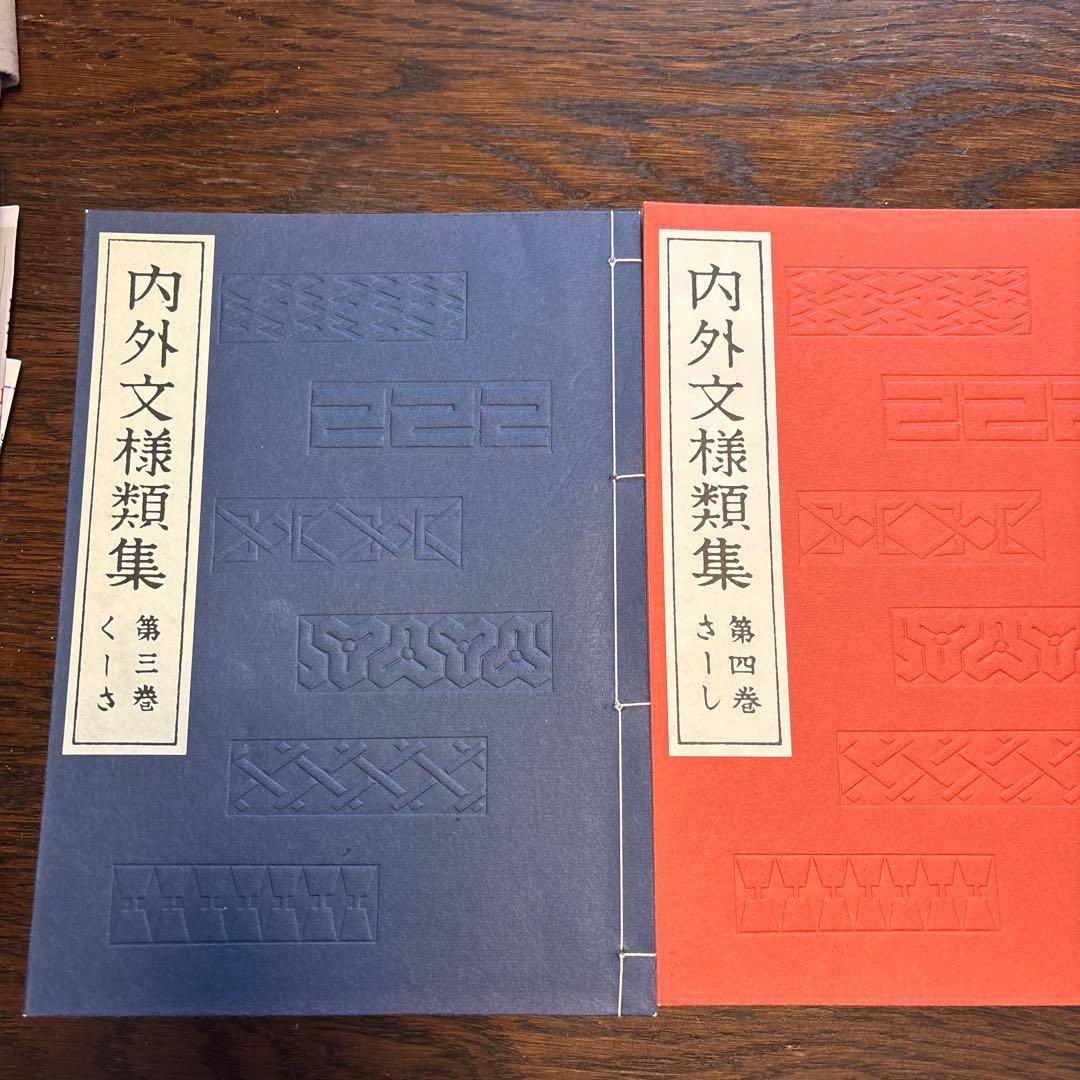 内外文様類集
第三巻
くーさ
内外文様類集
第四巻
さーし